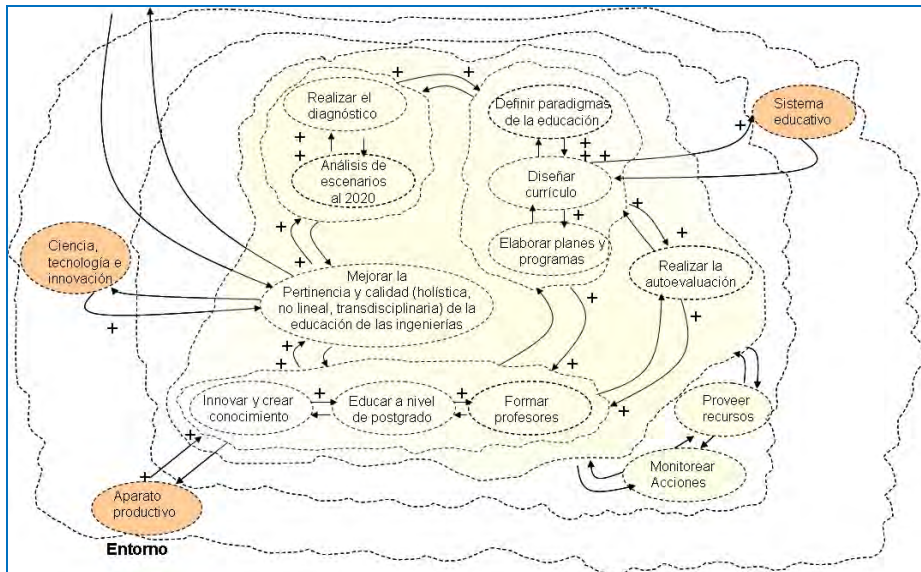 Realizar el
diagnóstico
Análisis de
escenarios
al 2020
Definir paradigmas
de la educación
Diseñar
currículo
Elaborar planes y
programas
Sistema
educativo
Ciencia,
tecnología e
innovación
Mejorar la
Pertinencia y calidad (holística,
no lineal, transdisciplinaria) de la
educación de las ingenierías
Realizar la
autoevaluación
Innovar y crear
conocimiento
Educar a nivel
de postgrado
Formar
profesores
Proveer
recursos
Monitorear
Acciones
Aparato
productivo
Entorno